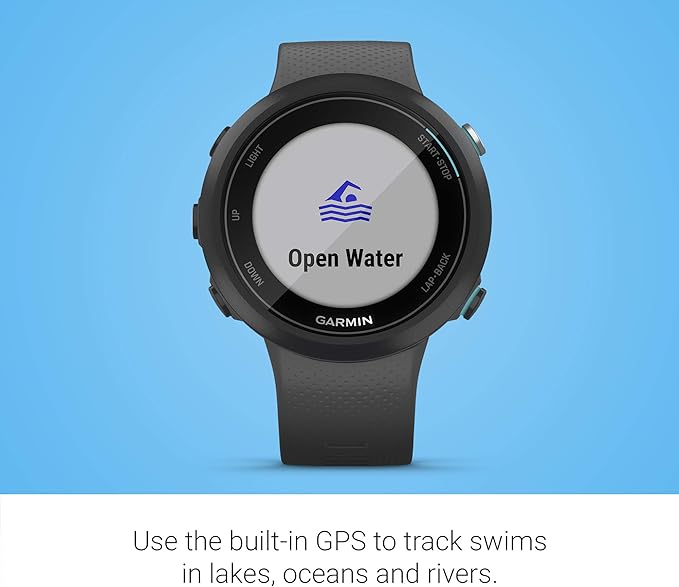 LIGHT
START·STOP
UP
Open Water
DOWN
LAP·BACK
GARMIN
Use the built-in GPS to track swims
in lakes, oceans and rivers.